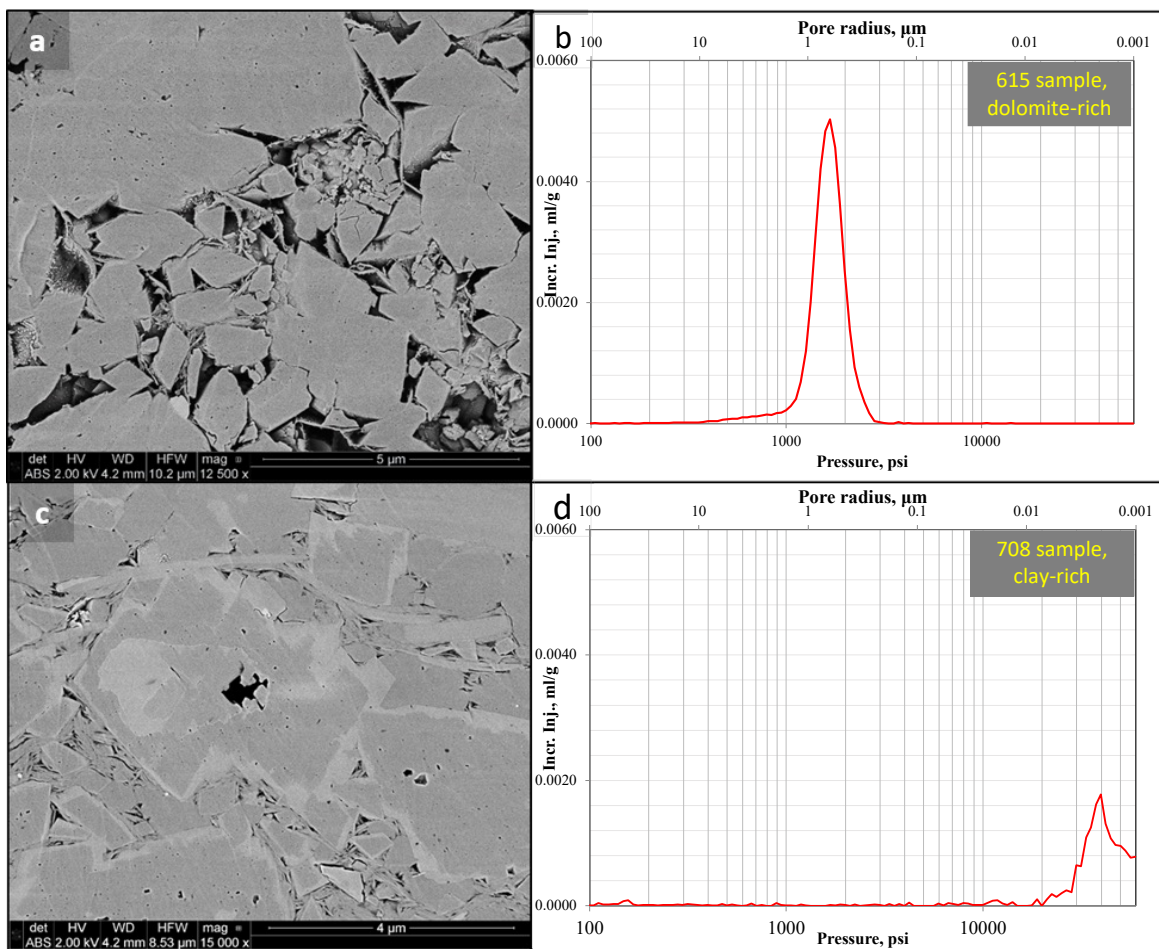 a
det HV WD HFW mag ⊞ 5 µm
ABS 2.00 kV 4.2 mm 10.2 µm 12 500 x
b
Pore radius, µm
100 10 1 0.1 0.01 0.001
0.0060
615 sample,
dolomite-rich
0.0040
Incr. Inj., ml/g
0.0020
0.0000
100 1000 10000
Pressure, psi
c
det HV WD HFW mag ⊞ 4 µm
ABS 2.00 kV 4.2 mm 8.53 µm 15 000 x
d
Pore radius, µm
100 10 1 0.1 0.01 0.001
0.0060
708 sample,
clay-rich
0.0040
Incr. Inj., ml/g
0.0020
0.0000
100 1000 10000
Pressure, psi